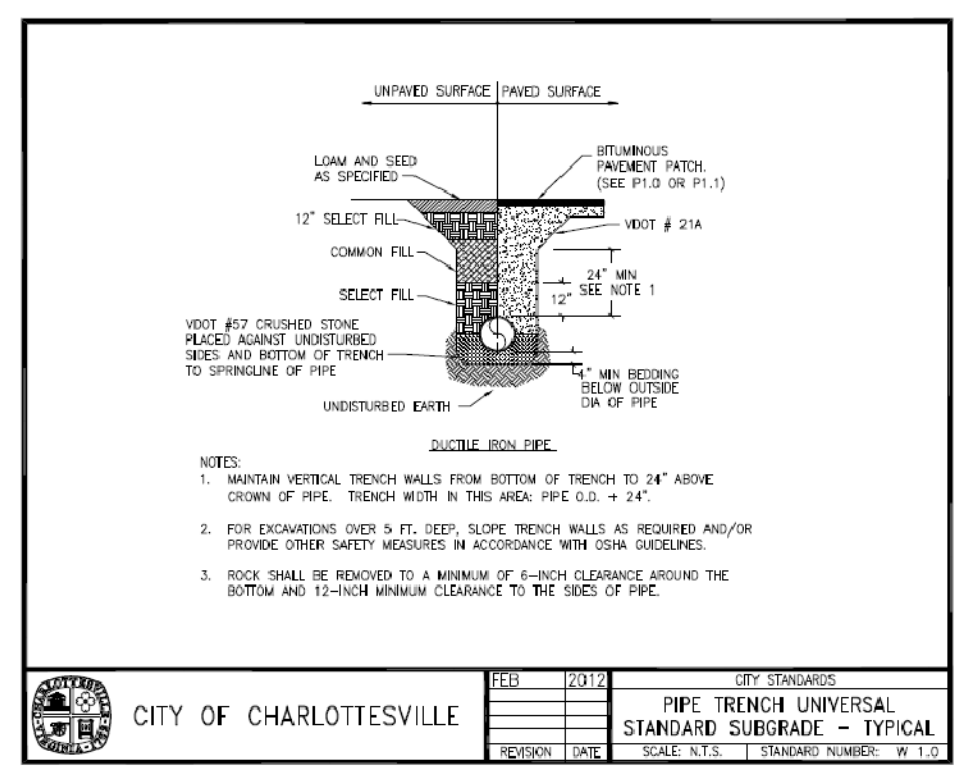 UNPAVED SURFACE PAVED SURFACE
LOAM AND SEED
AS SPECIFIED
BITUMINOUS
PAVEMENT PATCH.
(SEE P1.0 OR P1.1)
12" SELECT FILL
VDOT # 21A
COMMON FILL
24" MIN
SEE NOTE 1
12"
SELECT FILL
VDOT #57 CRUSHED STONE
PLACED AGAINST UNDISTURBED
SIDES AND BOTTOM OF TRENCH
TO SPRINGLINE OF PIPE
4" MIN BEDDING
BELOW OUTSIDE
DIA OF PIPE
UNDISTURBED EARTH
DUCTILE IRON PIPE
NOTES:
1. MAINTAIN VERTICAL TRENCH WALLS FROM BOTTOM OF TRENCH TO 24" ABOVE
CROWN OF PIPE. TRENCH WIDTH IN THIS AREA: PIPE O.D. + 24".
2. FOR EXCAVATIONS OVER 5 FT. DEEP, SLOPE TRENCH WALLS AS REQUIRED AND/OR
PROVIDE OTHER SAFETY MEASURES IN ACCORDANCE WITH OSHA GUIDELINES.
3. ROCK SHALL BE REMOVED TO A MINIMUM OF 6-INCH CLEARANCE AROUND THE
BOTTOM AND 12-INCH MINIMUM CLEARANCE TO THE SIDES OF PIPE.
CITY OF CHARLOTTESVILLE
FEB 2012
REVISION DATE
CITY STANDARDS
PIPE TRENCH UNIVERSAL
STANDARD SUBGRADE - TYPICAL
SCALE: N.T.S. STANDARD NUMBER: W 1.0